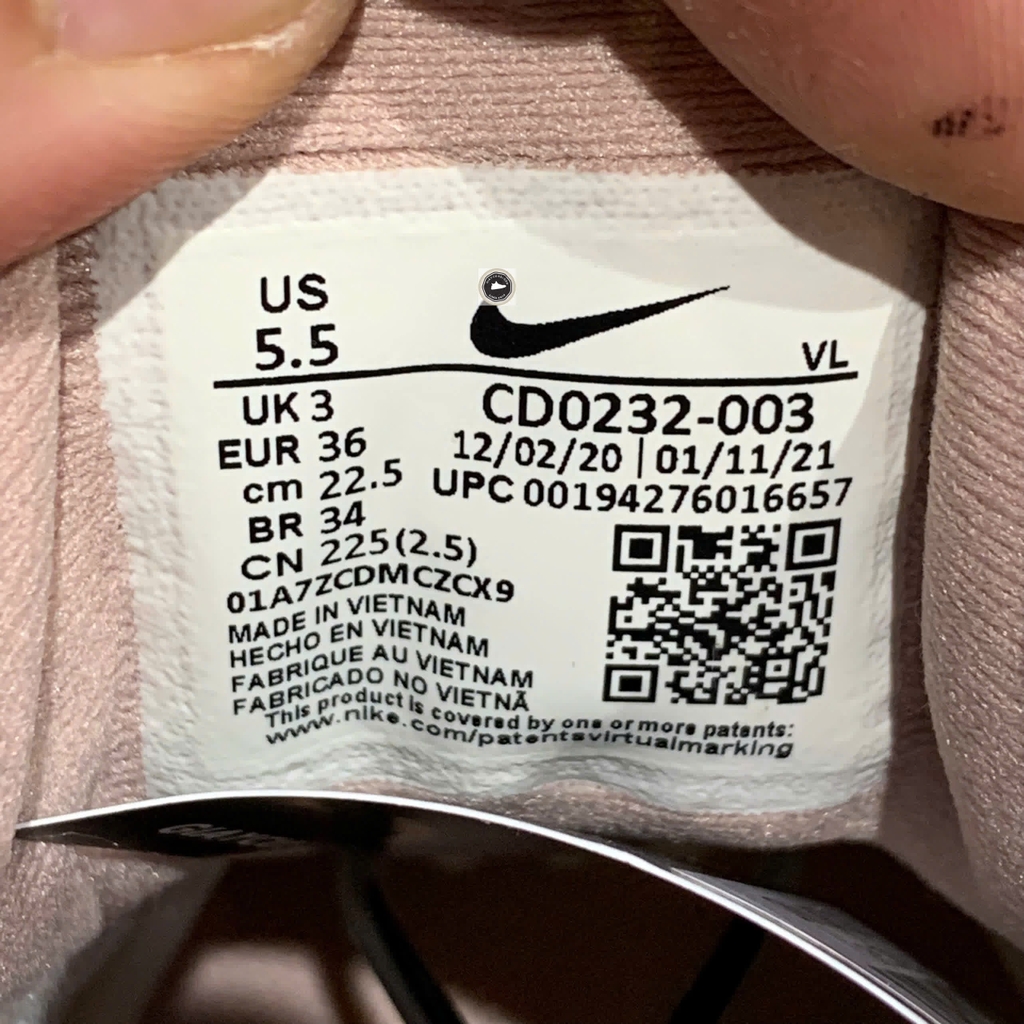 US
5.5
VL
UK 3
CD0232-003
EUR 36
12/02/20 | 01/11/21
cm 22.5
UPC 00194276016657
BR 34
CN 225(2.5)
01A7ZCDMCZCX9
MADE IN VIETNAM
HECHO EN VIETNAM
FABRIQUE AU VIETNAM
FABRICADO NO VIETNÃ
This product is covered by one or more patents:
www.nike.com/patentsvirtualmarking